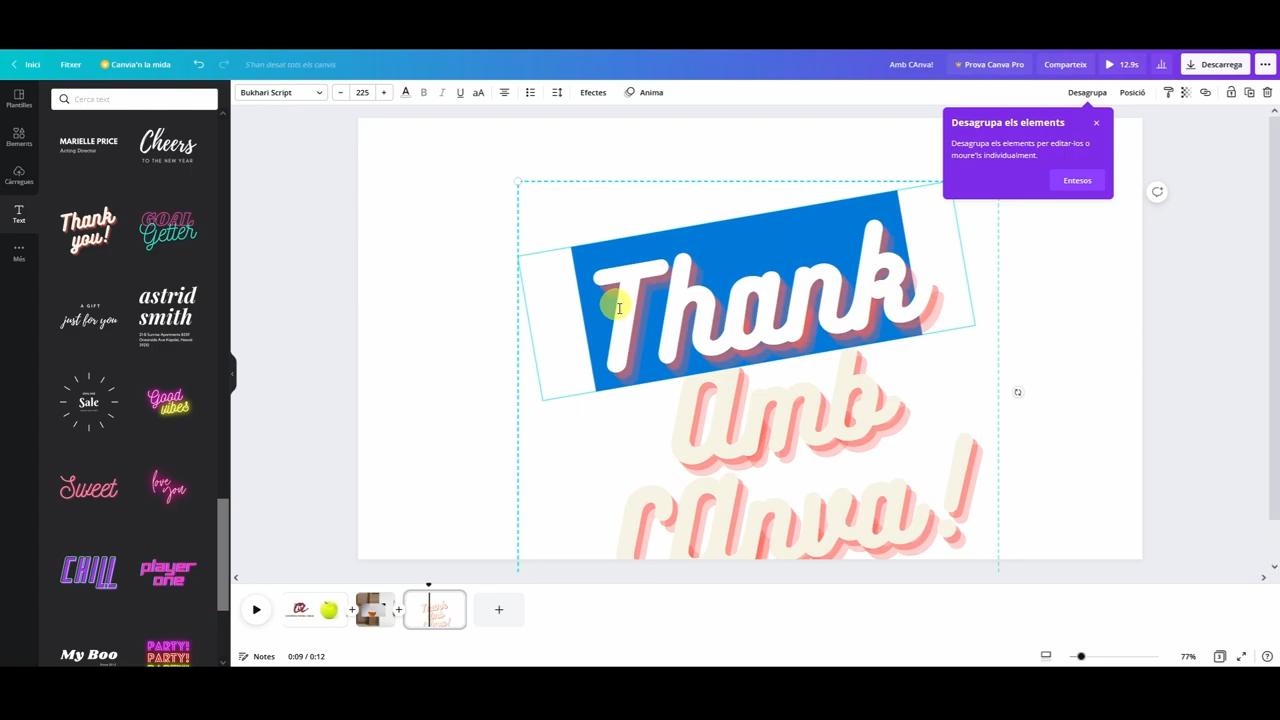 Inici
Fitxer
Canvia'n la mida
S'han desat tots els canvis
Amb CAnva!
Prova Canva Pro
Comparteix
12.9s
Descarrega
Plantilles
Elements
Càrregues
Text
Més
Cerca text
Bukhari Script
225
B I U aA
Efectes
Anima
Desagrupa
Posició
Desagrupa els elements
Desagrupa els elements per editar-los o
moure'ls individualment.
Entesos
MARIELLE PRICE
Acting Director
Cheers
TO THE NEW YEAR
Thank
you!
GOAL
Getter
A GIFT
just for you
astrid
smith
Sale
Good
vibes
Sweet
love
you
CHILL
player
one
My Boo
PARTY!
PARTY!
Thank
Amb
CAnva!
Notes
0:09 / 0:12
77%
3